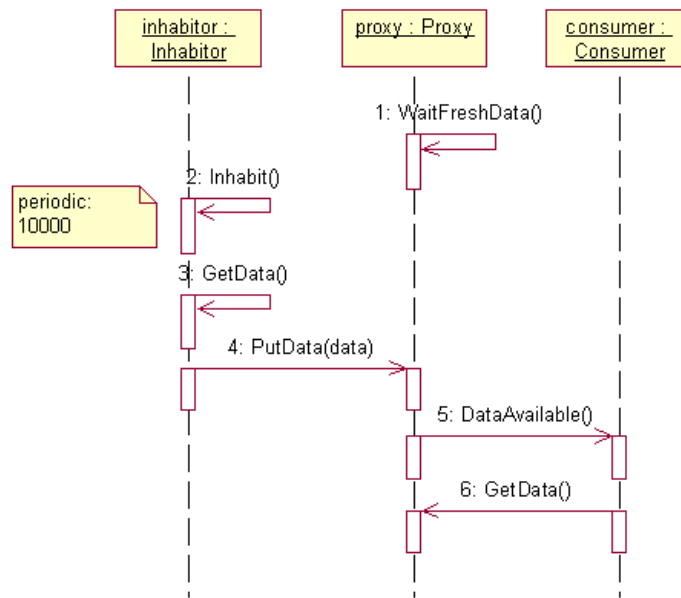 inhabitor :
Inhabitor
proxy : Proxy
consumer :
Consumer
1: WaitFreshData()
2: Inhabit()
periodic:
10000
3: GetData()
4: PutData(data)
5: DataAvailable()
6: GetData()